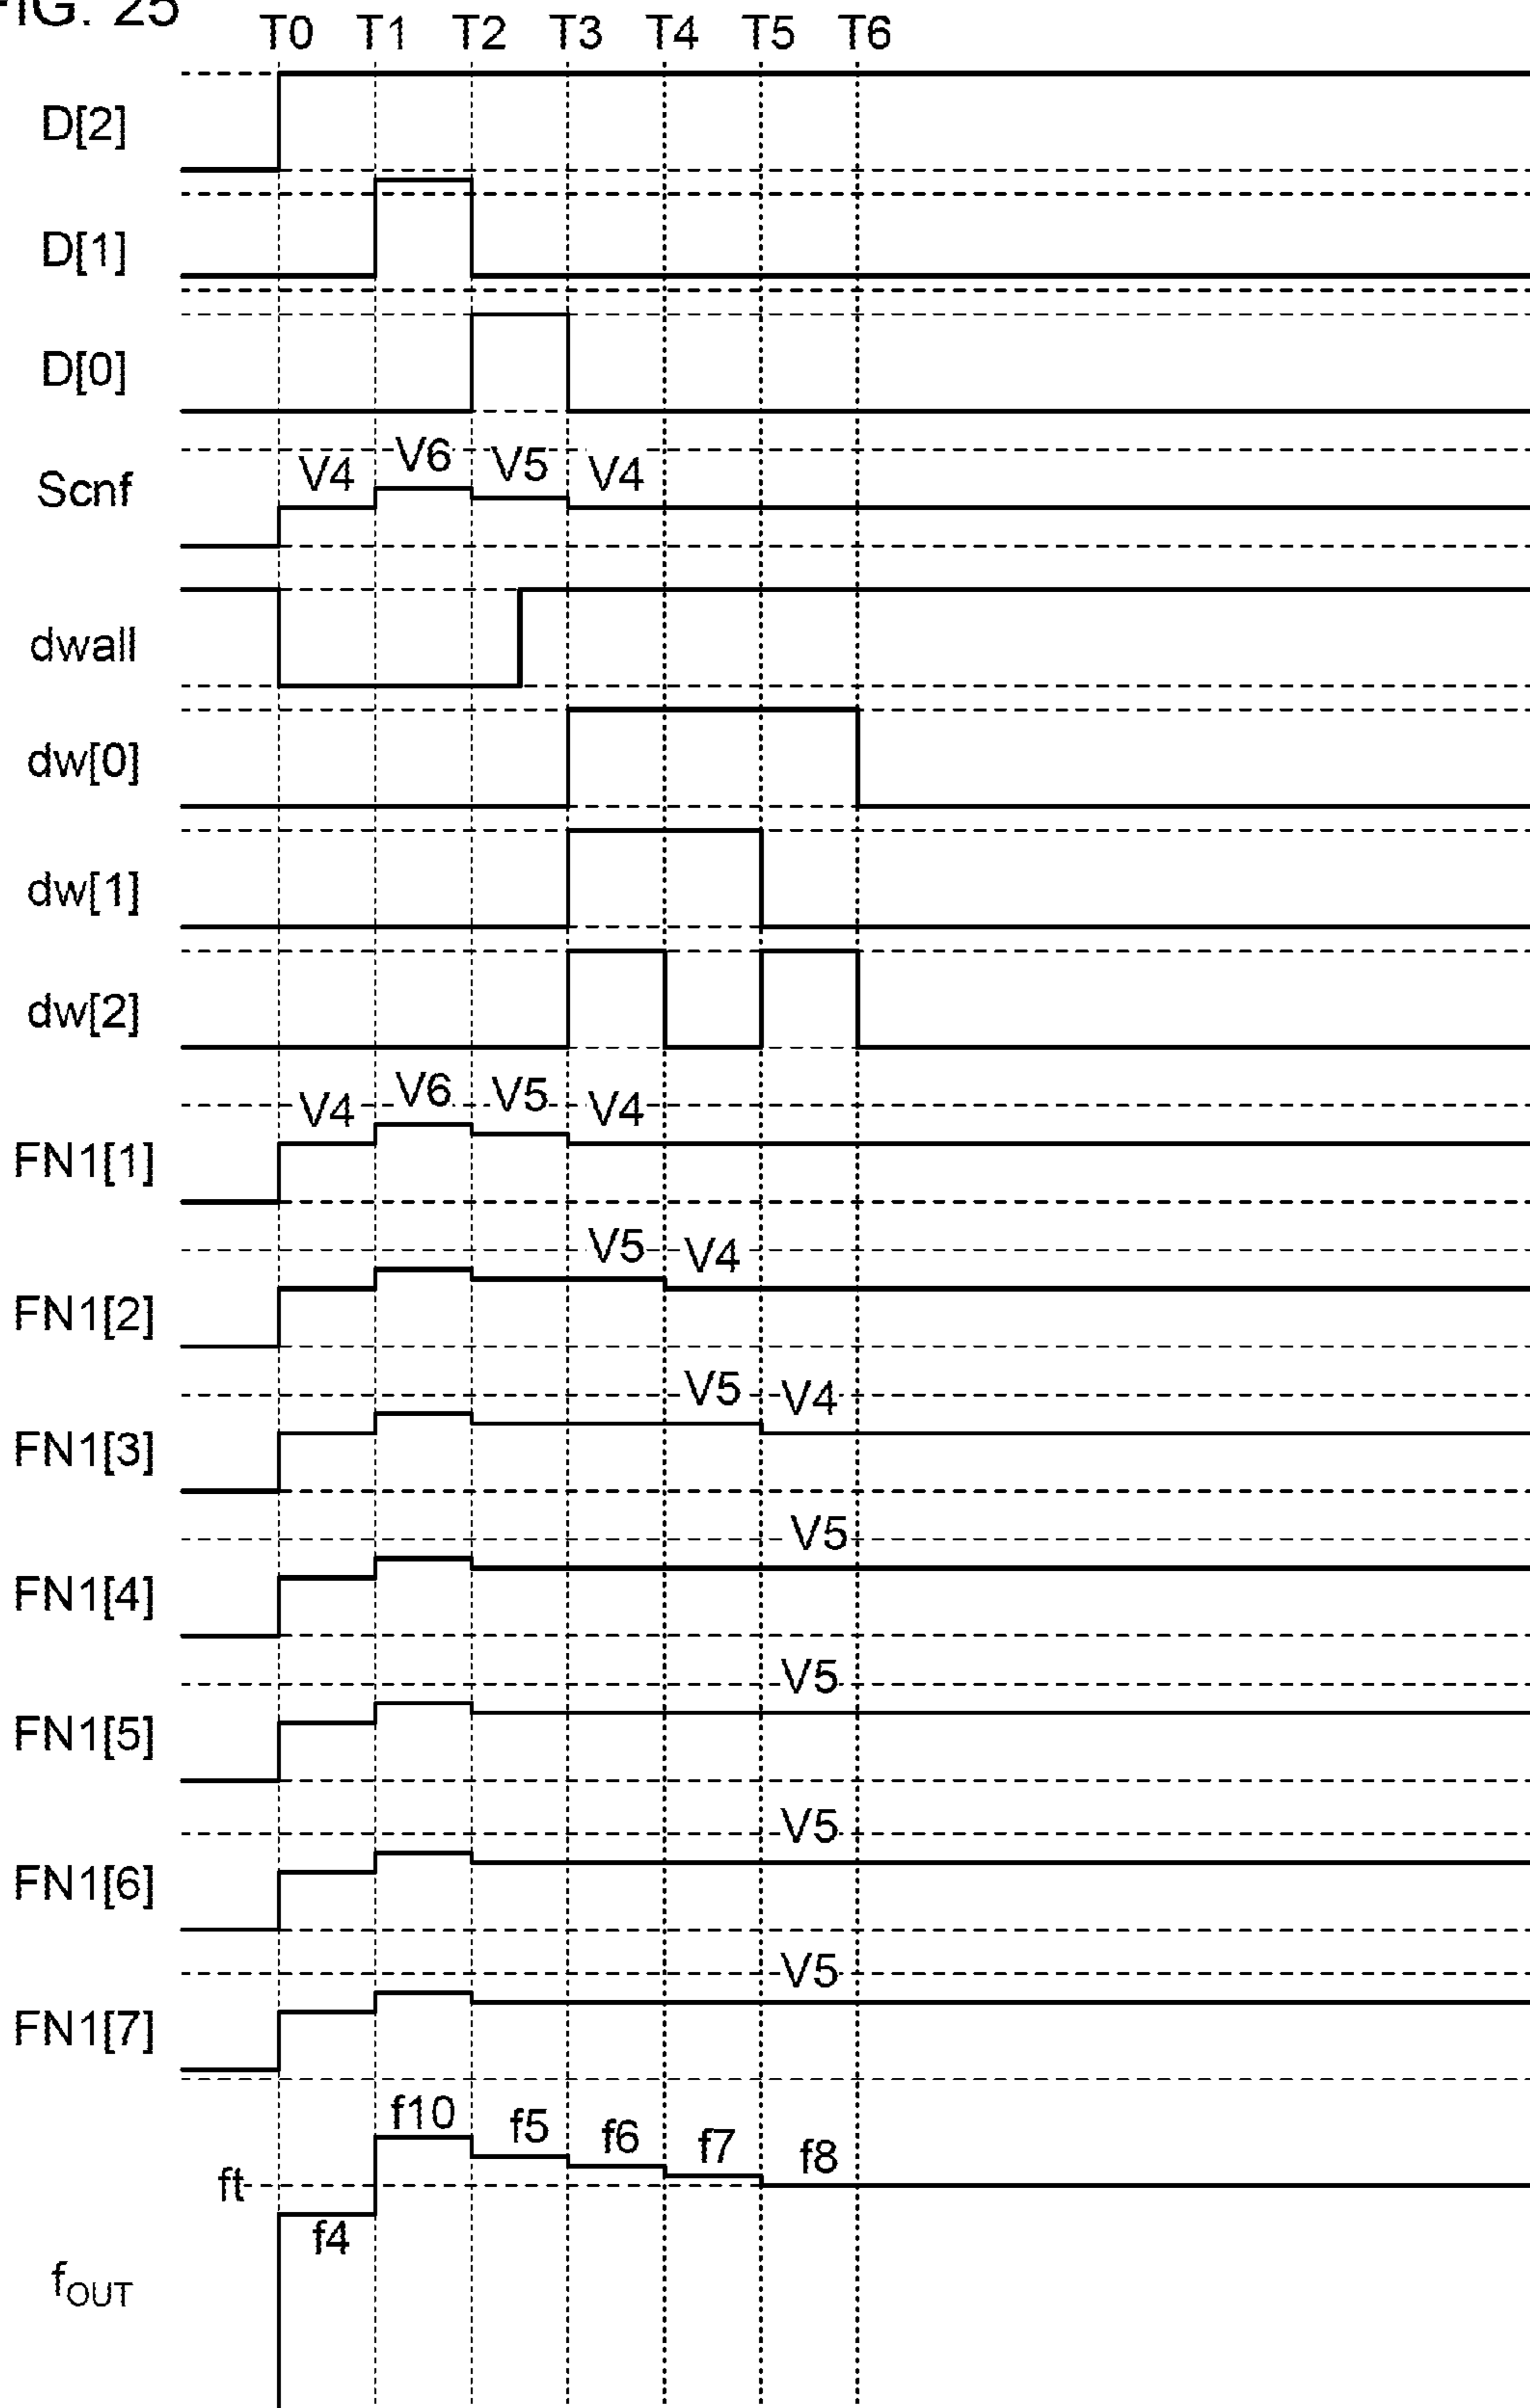 FIG. 25
T0 T1 T2 T3 T4 T5 T6
D[2]
D[1]
D[0]
Scnf V4 V6 V5 V4
dwall
dw[0]
dw[1]
dw[2]
FN1[1] V4 V6 V5 V4
FN1[2] V5 V4
FN1[3] V5 V4
FN1[4] V5
FN1[5] V5
FN1[6] V5
FN1[7] V5
f10 f5 f6 f7 f8
ft
f4
fOUT